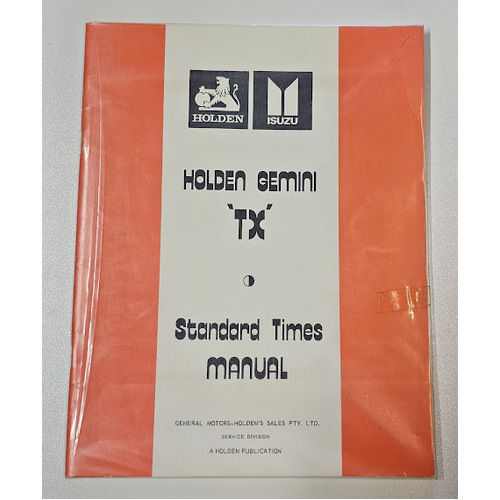 HOLDEN ISUZU
HOLDEN GEMINI
'TX'
Standard Times
MANUAL
GENERAL MOTORS-HOLDEN'S SALES PTY. LTD.
SERVICE DIVISION
A HOLDEN PUBLICATION